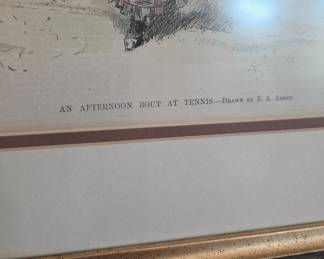 AN AFTERNOON BOUT AT TENNIS.—DRAWN BY E. A. ABBEY.